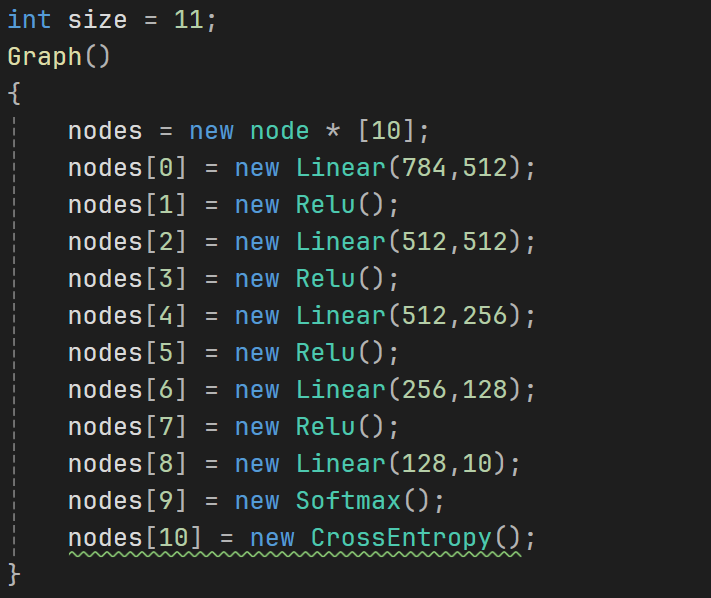 int size = 11;
Graph()
{
nodes = new node * [10];
nodes[0] = new Linear(784,512);
nodes[1] = new Relu();
nodes[2] = new Linear(512,512);
nodes[3] = new Relu();
nodes[4] = new Linear(512,256);
nodes[5] = new Relu();
nodes[6] = new Linear(256,128);
nodes[7] = new Relu();
nodes[8] = new Linear(128,10);
nodes[9] = new Softmax();
nodes[10] = new CrossEntropy();
}